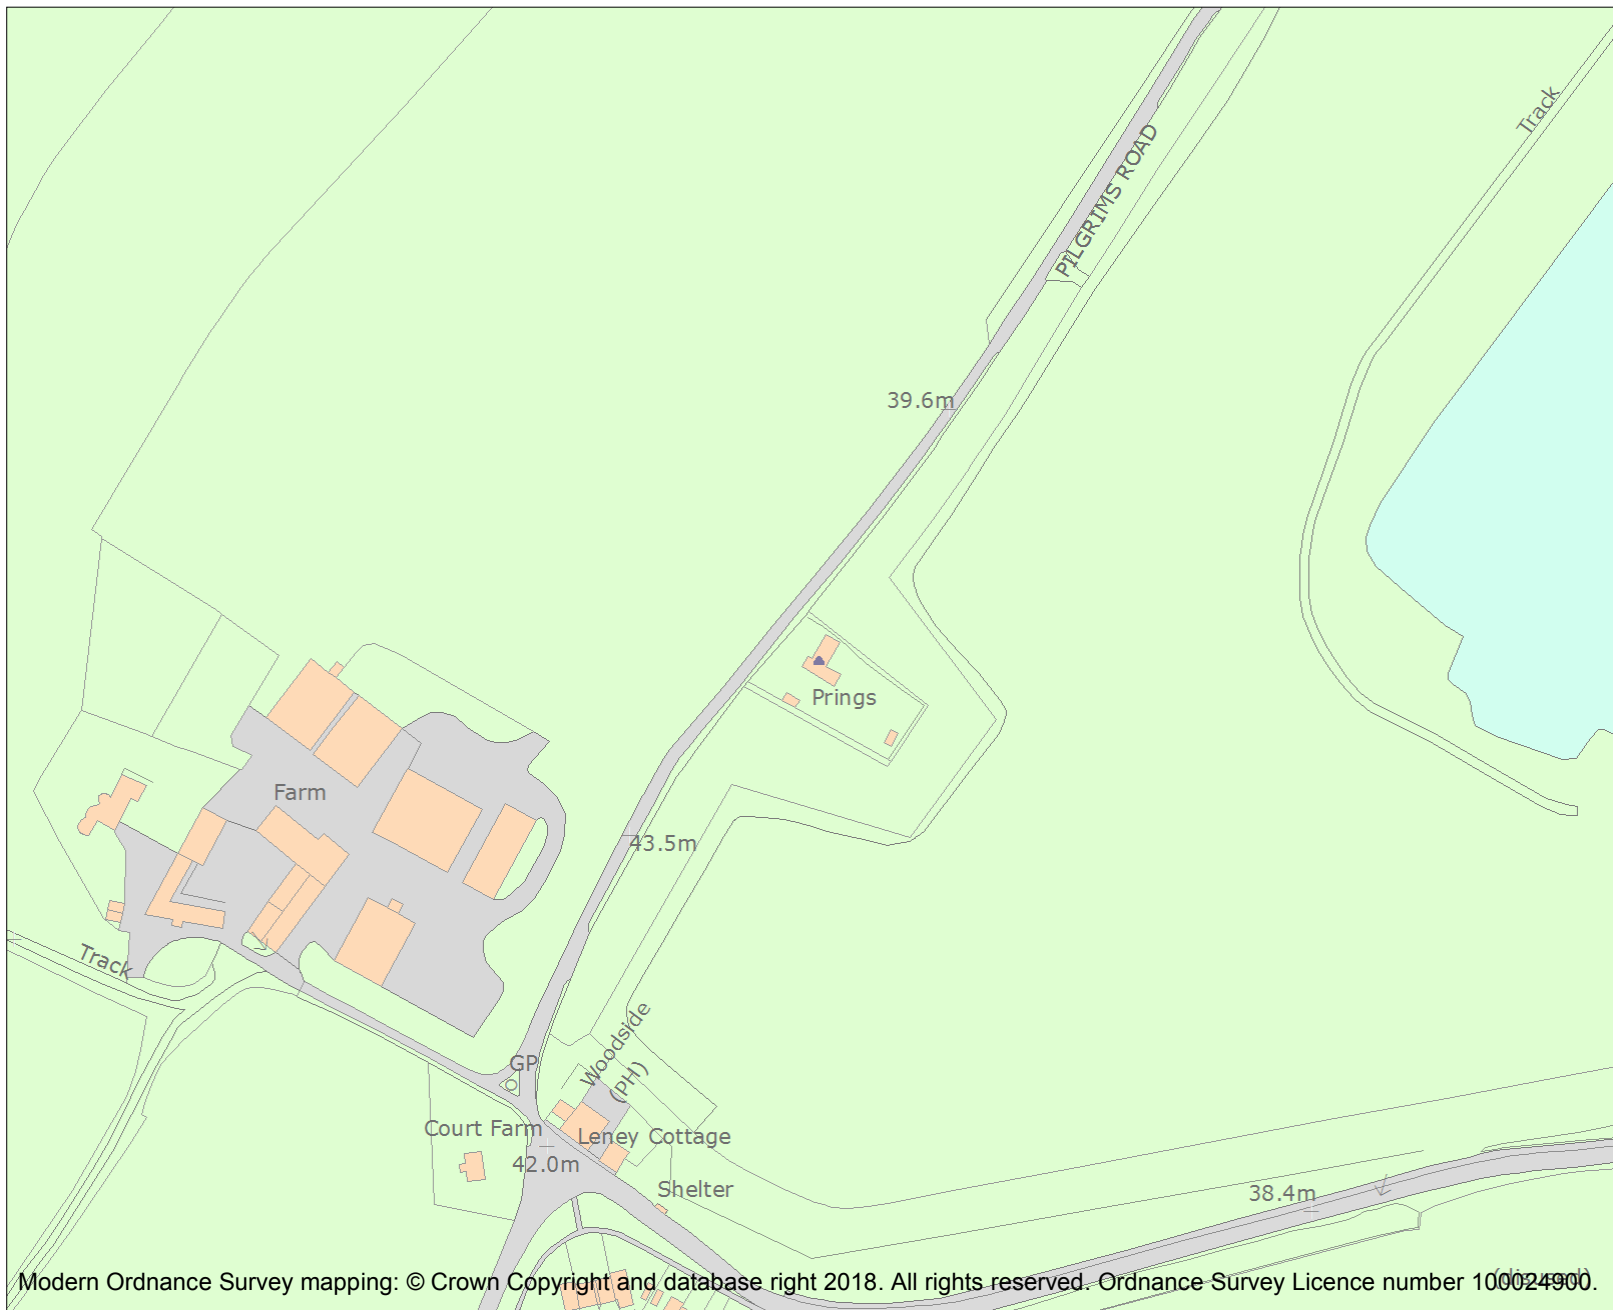 Track
PILGRIMS ROAD
39.6m
Prings
Farm
43.5m
Track
Woodside
(PH)
GP
Court Farm
Leney Cottage
42.0m
Shelter
38.4m
(disused)
Modern Ordnance Survey mapping: © Crown Copyright and database right 2018. All rights reserved. Ordnance Survey Licence number 100024900.